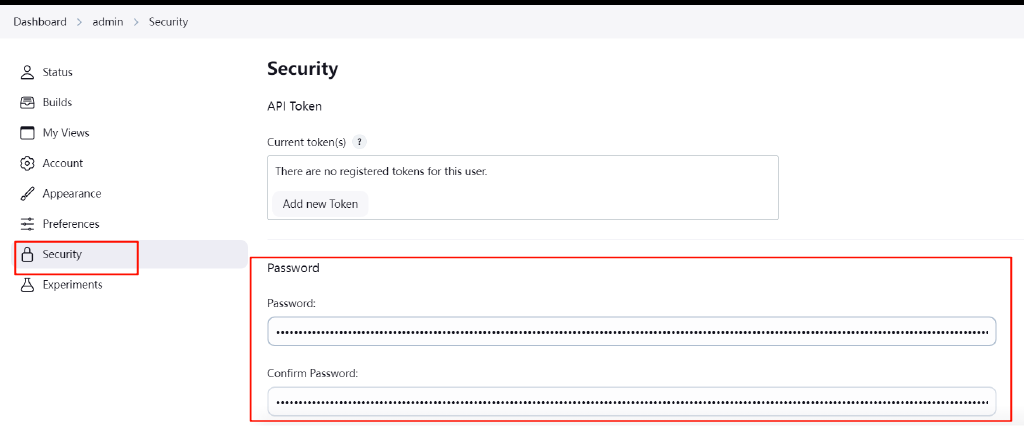 Dashboard > admin > Security
Status
Builds
My Views
Account
Appearance
Preferences
Security
Experiments
Security
API Token
Current token(s) ?
There are no registered tokens for this user.
Add new Token
Password
Password:
Confirm Password: